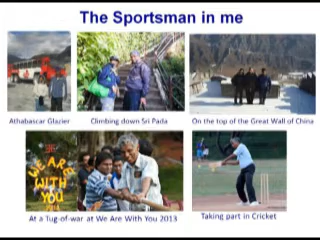 The Sportsman in me
Athabascar Glazier
Climbing down Sri Pada
On the top of the Great Wall of China
WE ARE
WITH
YOU
At a Tug-of-war at We Are With You 2013
Taking part in Cricket